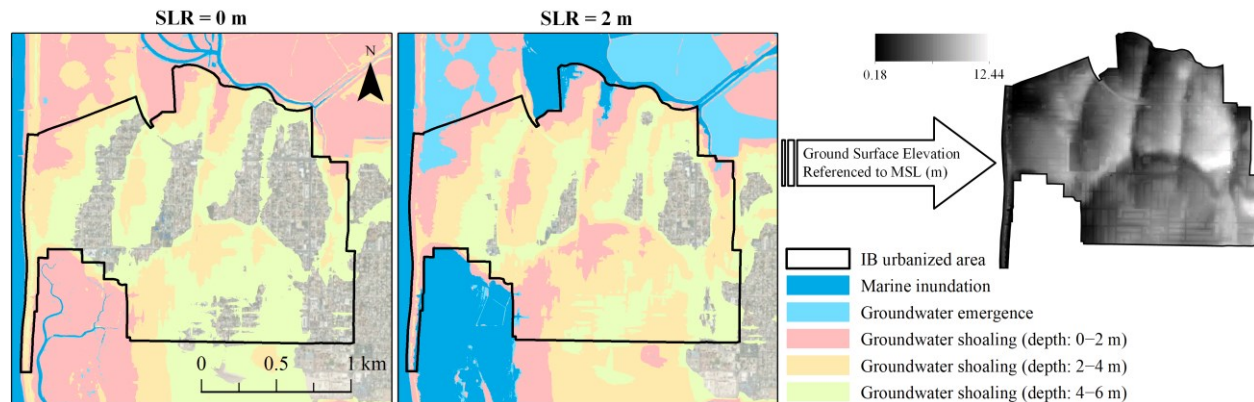 SLR = 0 m
SLR = 2 m
N
0 0.5 1 km
0.18 12.44
Ground Surface Elevation
Referenced to MSL (m)
IB urbanized area
Marine inundation
Groundwater emergence
Groundwater shoaling (depth: 0−2 m)
Groundwater shoaling (depth: 2−4 m)
Groundwater shoaling (depth: 4−6 m)